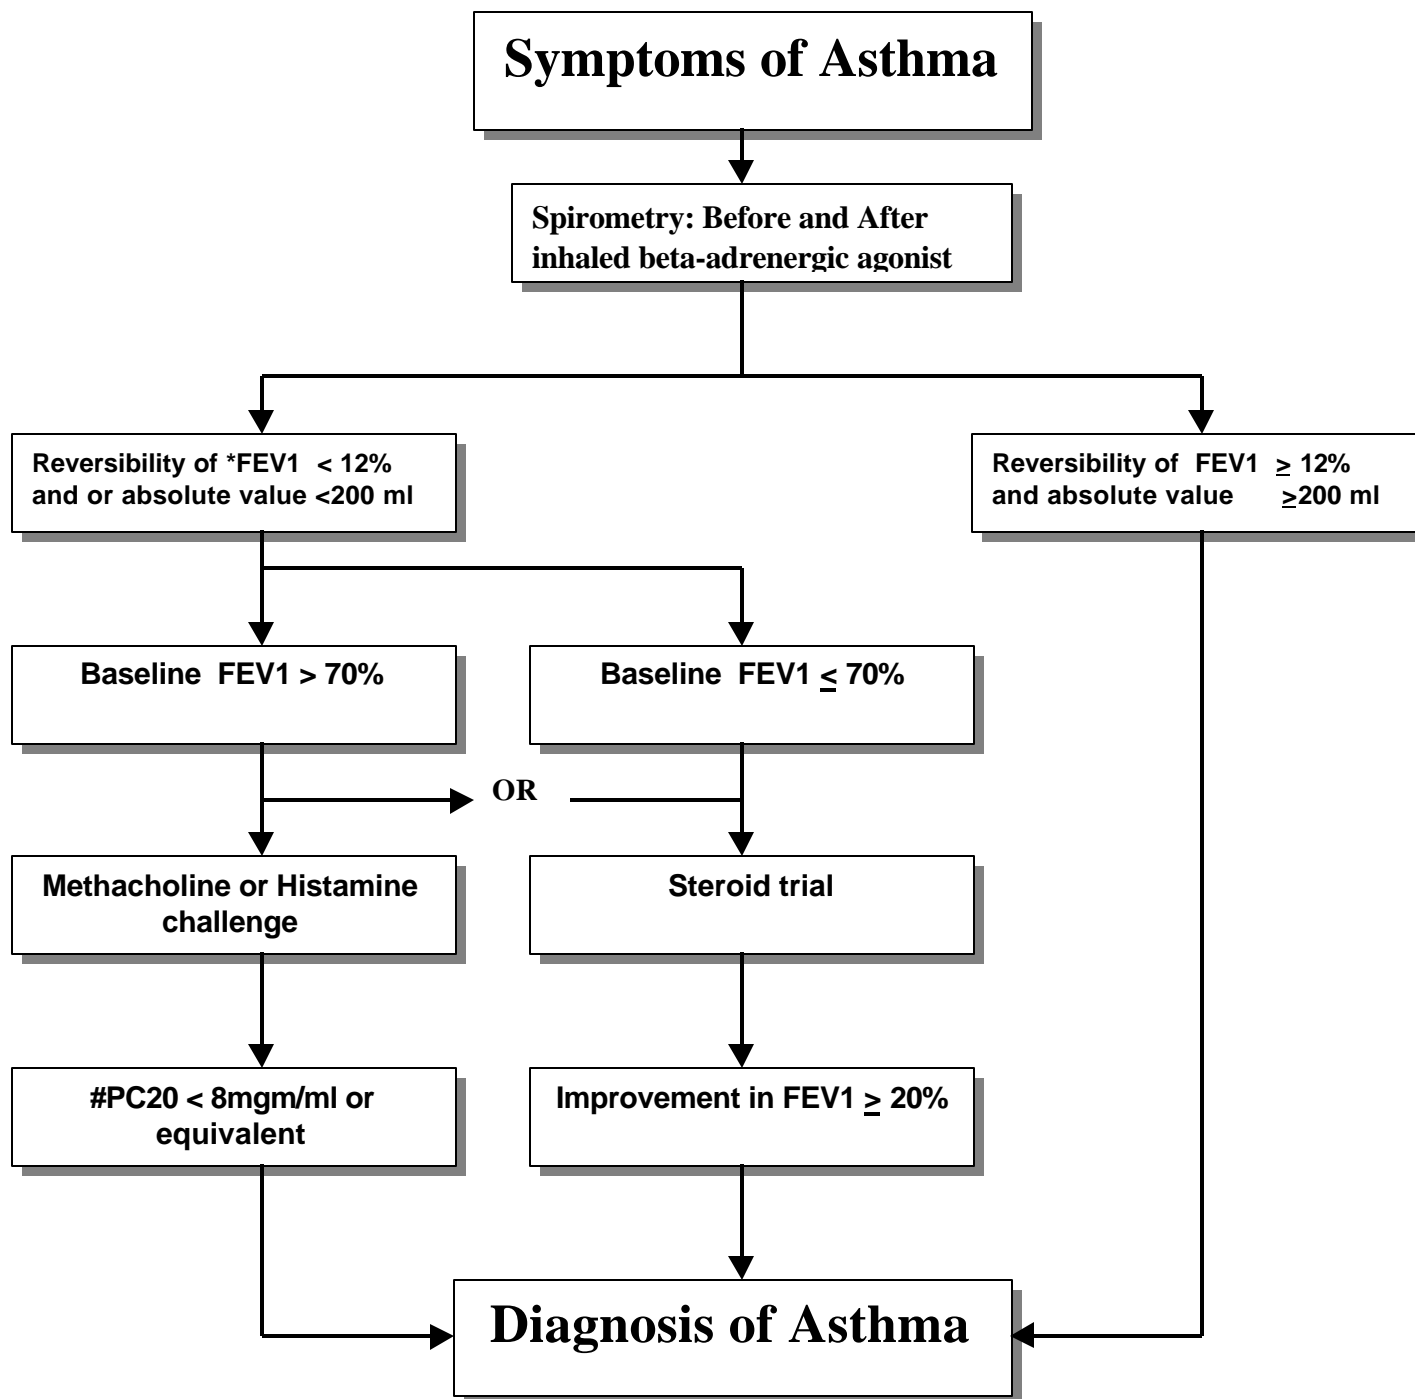 Symptoms of Asthma
Spirometry: Before and After
inhaled beta-adrenergic agonist
Reversibility of *FEV1 < 12%
and or absolute value <200 ml
Reversibility of FEV1 ≥ 12%
and absolute value ≥200 ml
Baseline FEV1 > 70%
Baseline FEV1 ≤ 70%
OR
Methacholine or Histamine
challenge
Steroid trial
#PC20 < 8mgm/ml or
equivalent
Improvement in FEV1 ≥ 20%
Diagnosis of Asthma